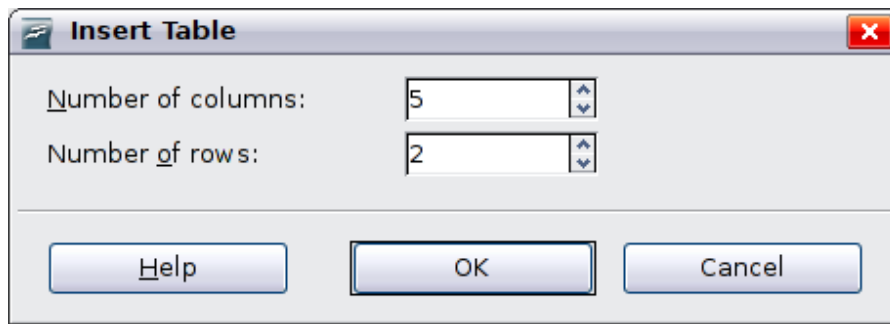 Insert Table
Number of columns: 5
Number of rows: 2
Help OK Cancel